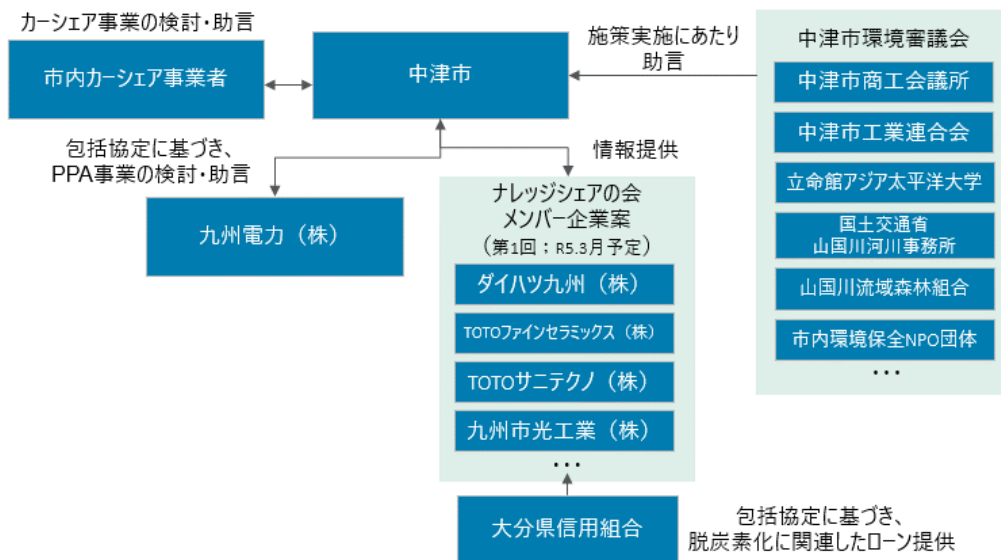 カーシェア事業の検討・助言
市内カーシェア事業者
中津市
施策実施にあたり
助言
中津市環境審議会
中津市商工会議所
中津市工業連合会
立命館アジア太平洋大学
国土交通省
山国川河川事務所
山国川流域森林組合
市内環境保全NPO団体
・・・
包括協定に基づき、
PPA事業の検討・助言
九州電力（株）
情報提供
ナレッジシェアの会
メンバー企業案
（第1回；R5.3月予定）
ダイハツ九州（株）
TOTOファインセラミックス（株）
TOTOサニテクノ（株）
九州市光工業（株）
・・・
大分県信用組合
包括協定に基づき、
脱炭素化に関連したローン提供